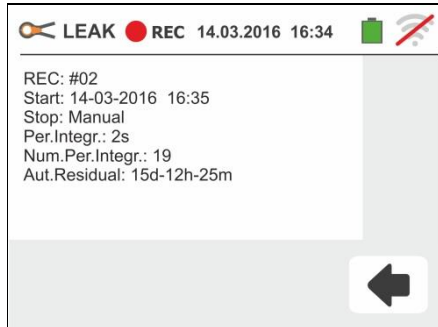 LEAK REC 14.03.2016 16:34
REC: #02
Start: 14-03-2016 16:35
Stop: Manual
Per.Integr.: 2s
Num.Per.Integr.: 19
Aut.Residual: 15d-12h-25m